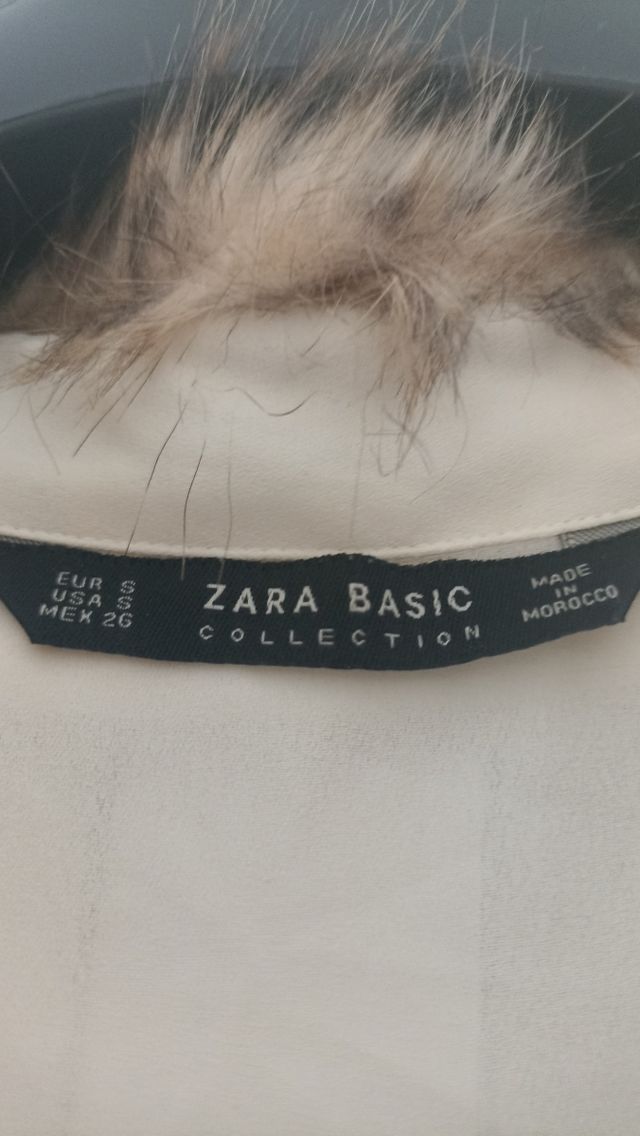 EUR S
USA S
MEX 26
ZARA BASIC
COLLECTION
MADE
IN
MOROCCO